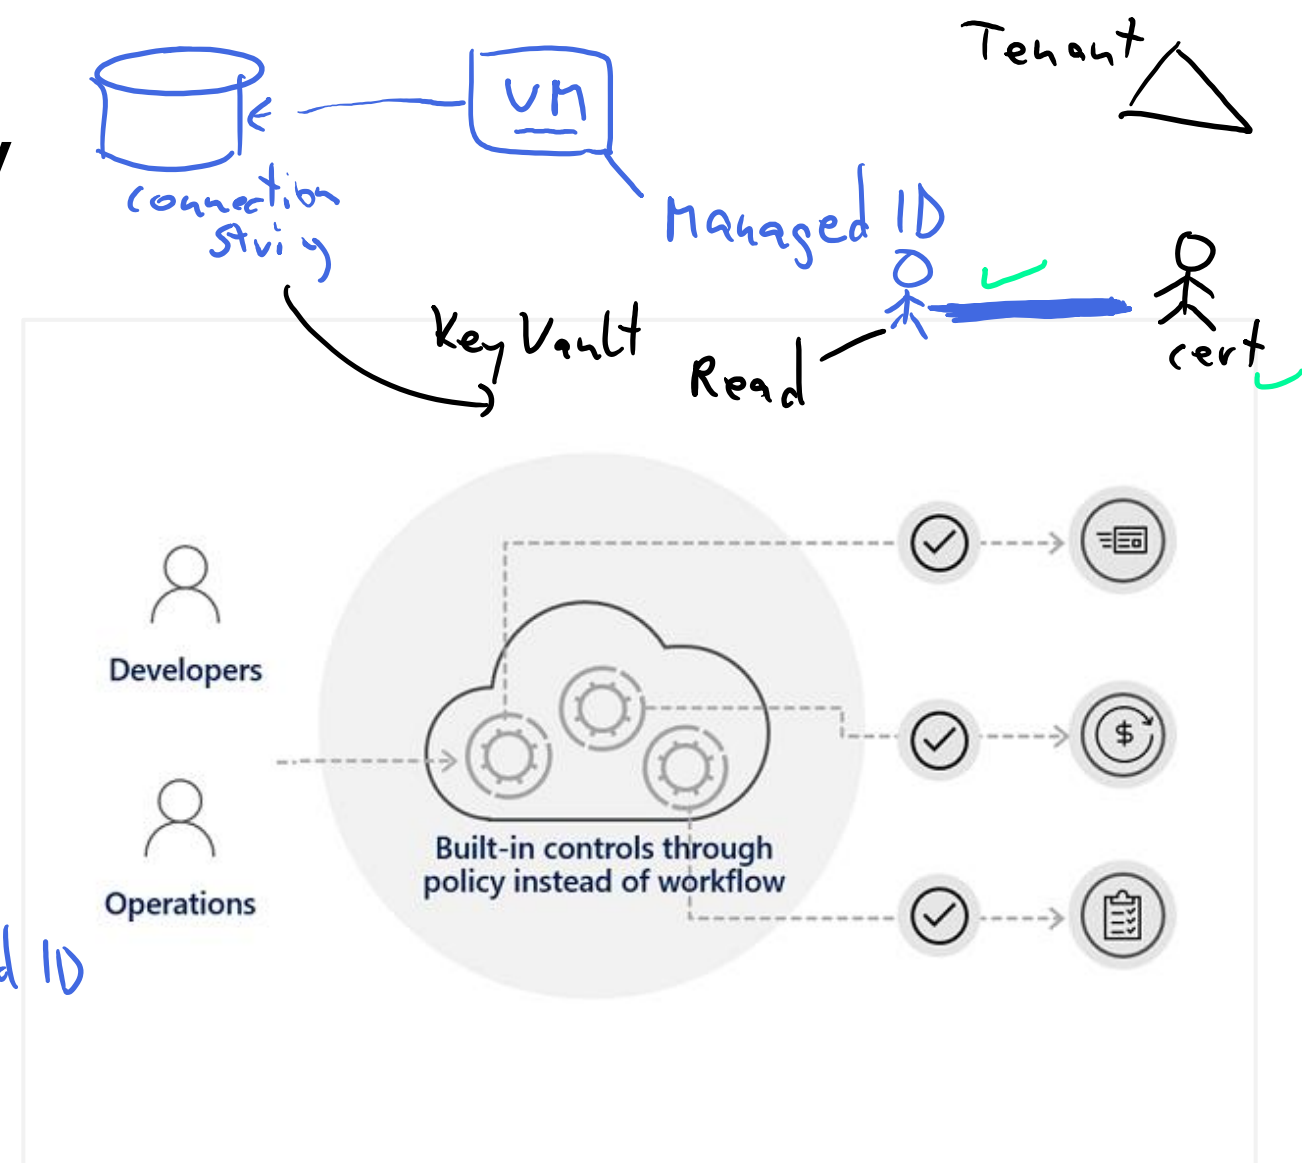 Tenant
VM
connection
string
Managed ID
Key Vault
Read
cert
Developers
$
Built-in controls through
policy instead of workflow
Operations
d ID